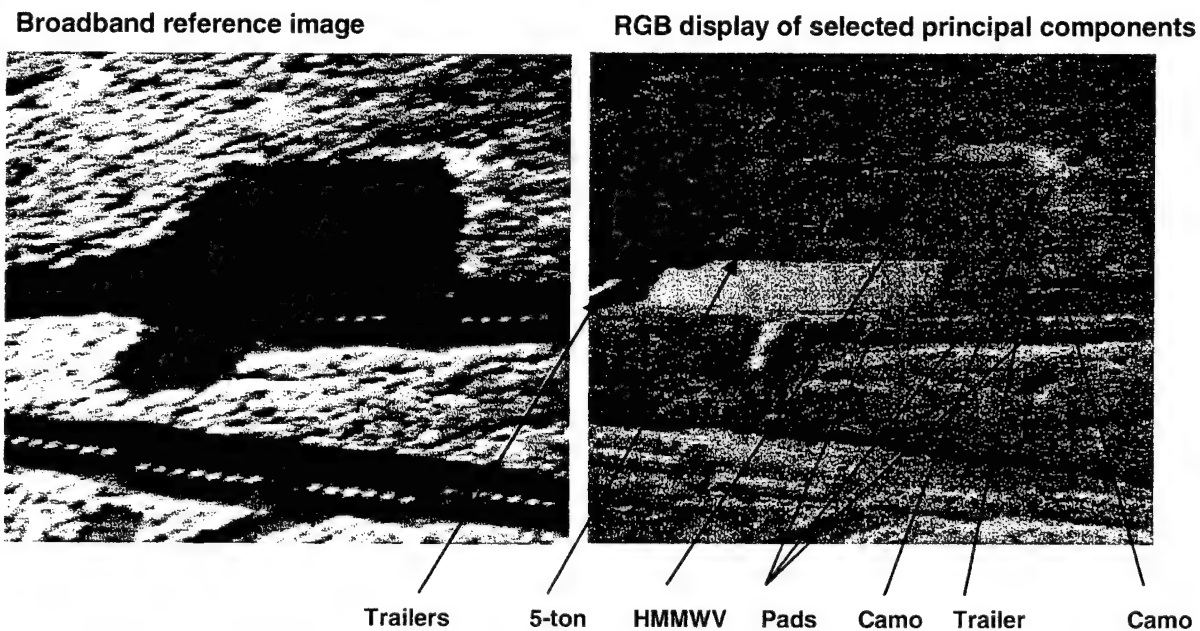 Broadband reference image
RGB display of selected principal components
Trailers 5-ton HMMWV Pads Camo Trailer Camo